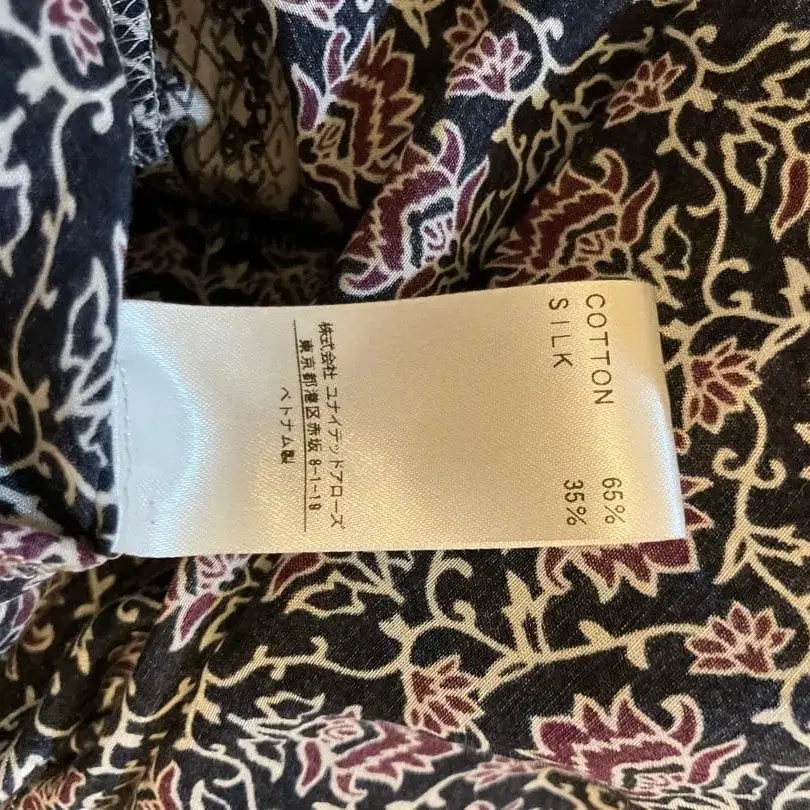 COTTON 65%
SILK 35%
株式会社 ユナイテッドアローズ
東京都港区赤坂 8-1-19
ベトナム製